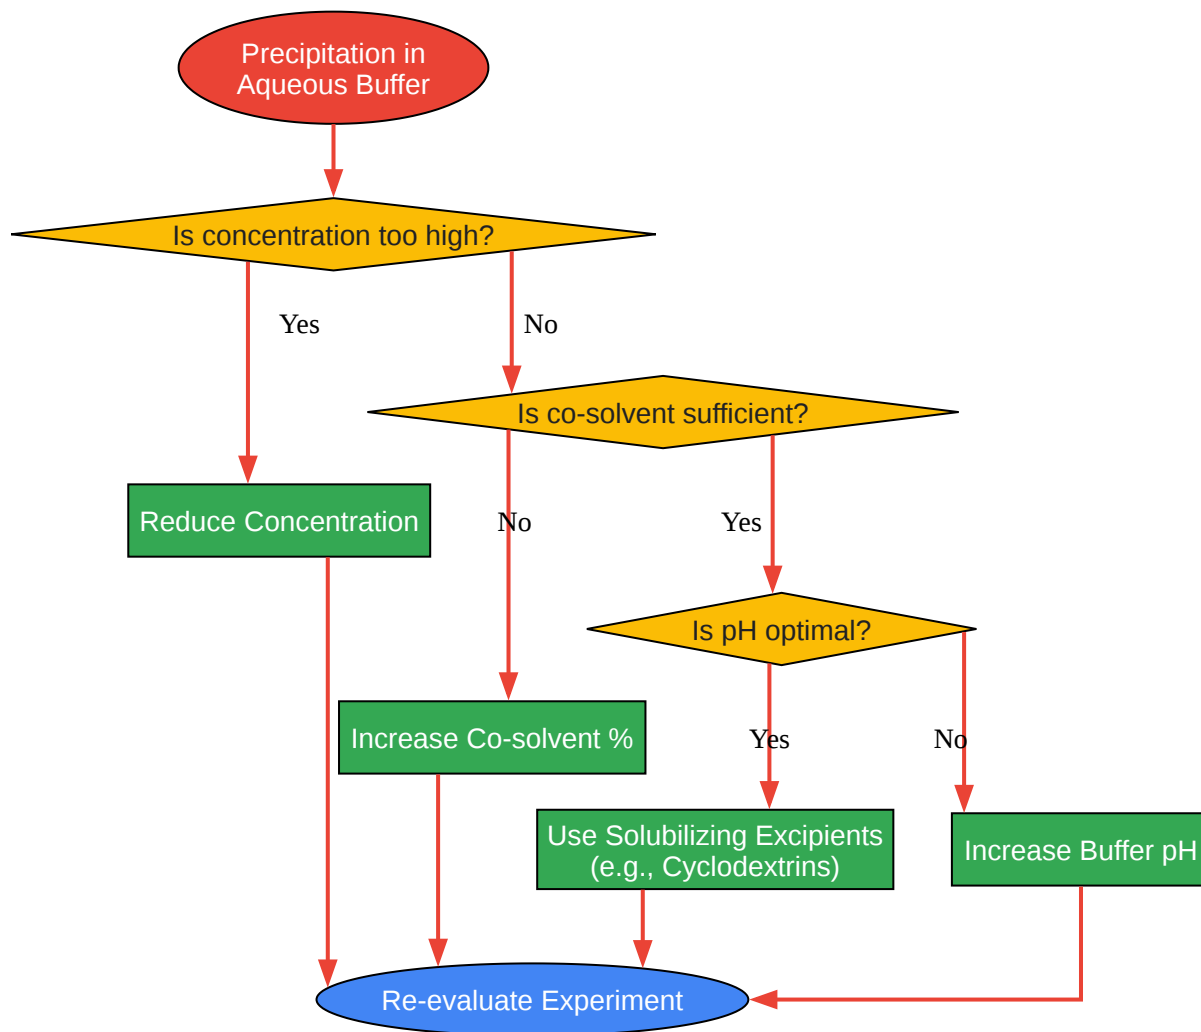 Precipitation in
Aqueous Buffer
Is concentration too high?
Yes
No
Is co-solvent sufficient?
Reduce Concentration
No
Yes
Is pH optimal?
Increase Co-solvent %
Yes
No
Use Solubilizing Excipients
(e.g., Cyclodextrins)
Increase Buffer pH
Re-evaluate Experiment